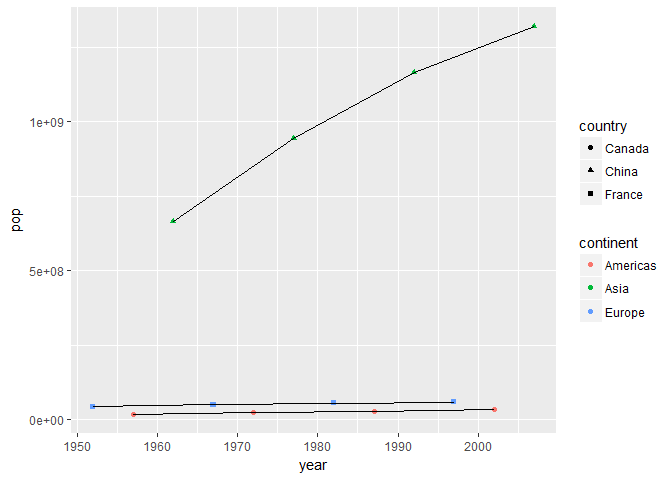 1e+09
5e+08
0e+00
pop
1950
1960
1970
1980
1990
2000
year
country
Canada
China
France
continent
Americas
Asia
Europe